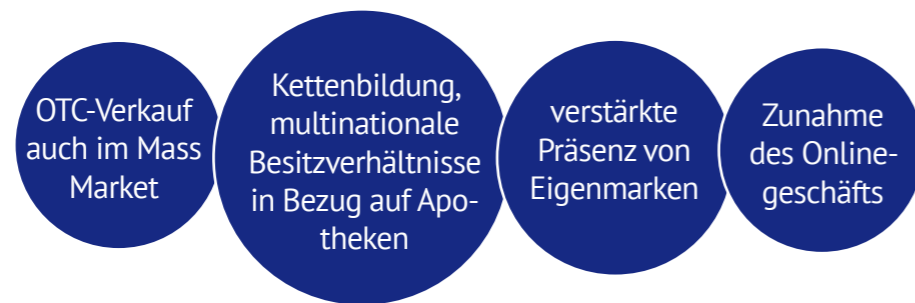 OTC-Verkauf
auch im Mass
Market
Kettenbildung,
multinationale
Besitzverhältnisse
in Bezug auf Apo-
theken
verstärkte
Präsenz von
Eigenmarken
Zunahme
des Online-
geschäfts